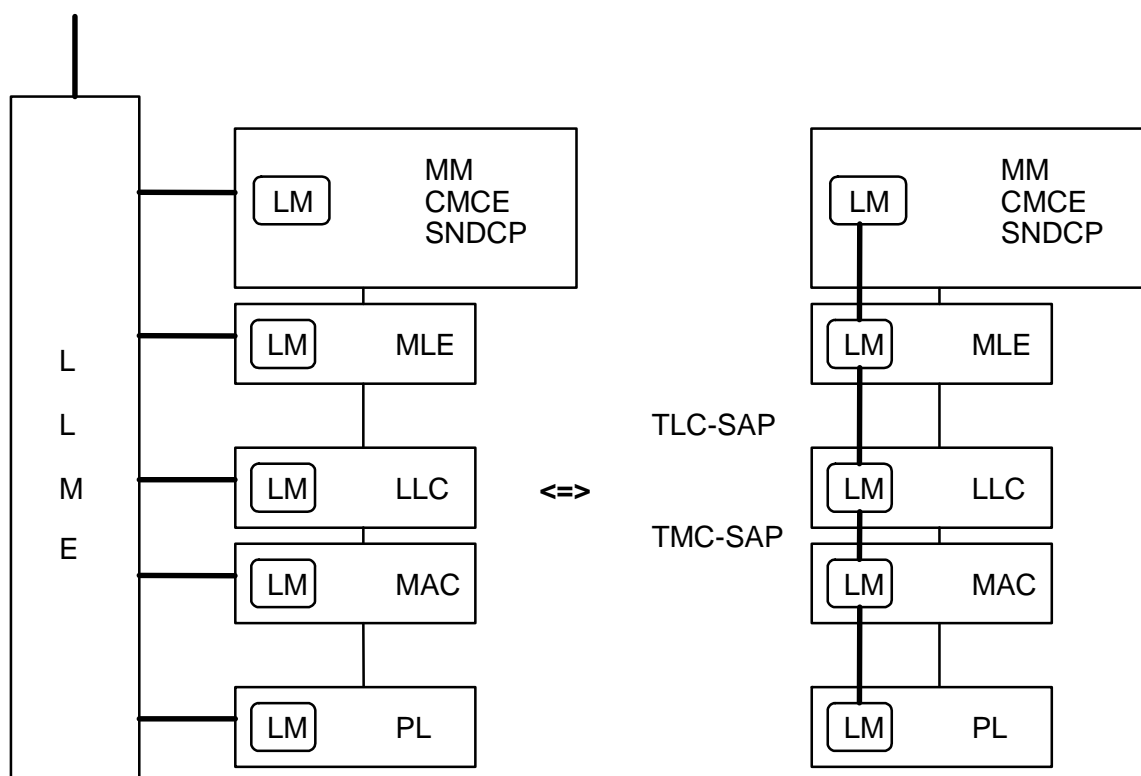 MM
LM CMCE
SNDCP
MM
LM CMCE
SNDCP
LM MLE
LM MLE
L
L
M
E
TLC-SAP
LM LLC
<=>
LM LLC
TMC-SAP
LM MAC
LM MAC
LM PL
LM PL